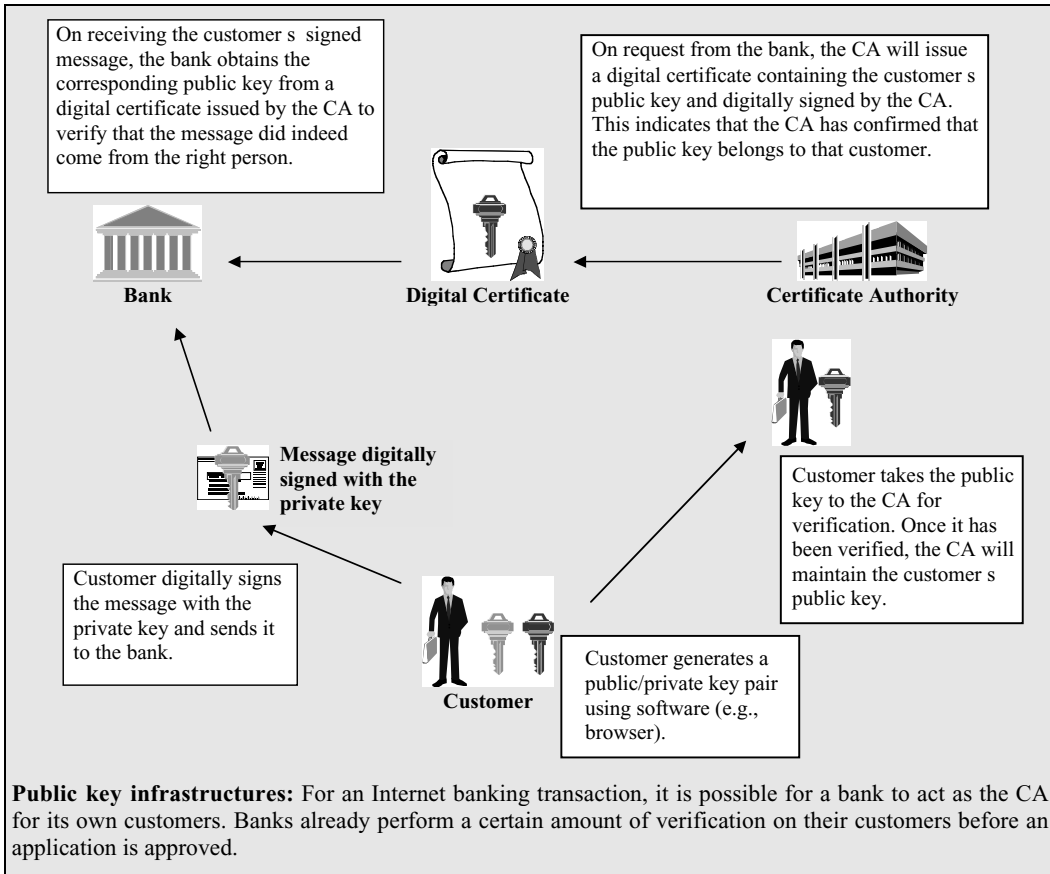 On receiving the customer s  signed
message, the bank obtains the
corresponding public key from a
digital certificate issued by the CA to
verify that the message did indeed
come from the right person.
On request from the bank, the CA will issue
a digital certificate containing the customer s
public key and digitally signed by the CA.
This indicates that the CA has confirmed that
the public key belongs to that customer.
Bank
Digital Certificate
Certificate Authority
Message digitally
signed with the
private key
Customer takes the public
key to the CA for
verification. Once it has
been verified, the CA will
maintain the customer s
public key.
Customer digitally signs
the message with the
private key and sends it
to the bank.
Customer
Customer generates a
public/private key pair
using software (e.g.,
browser).
Public key infrastructures: For an Internet banking transaction, it is possible for a bank to act as the CA
for its own customers. Banks already perform a certain amount of verification on their customers before an
application is approved.